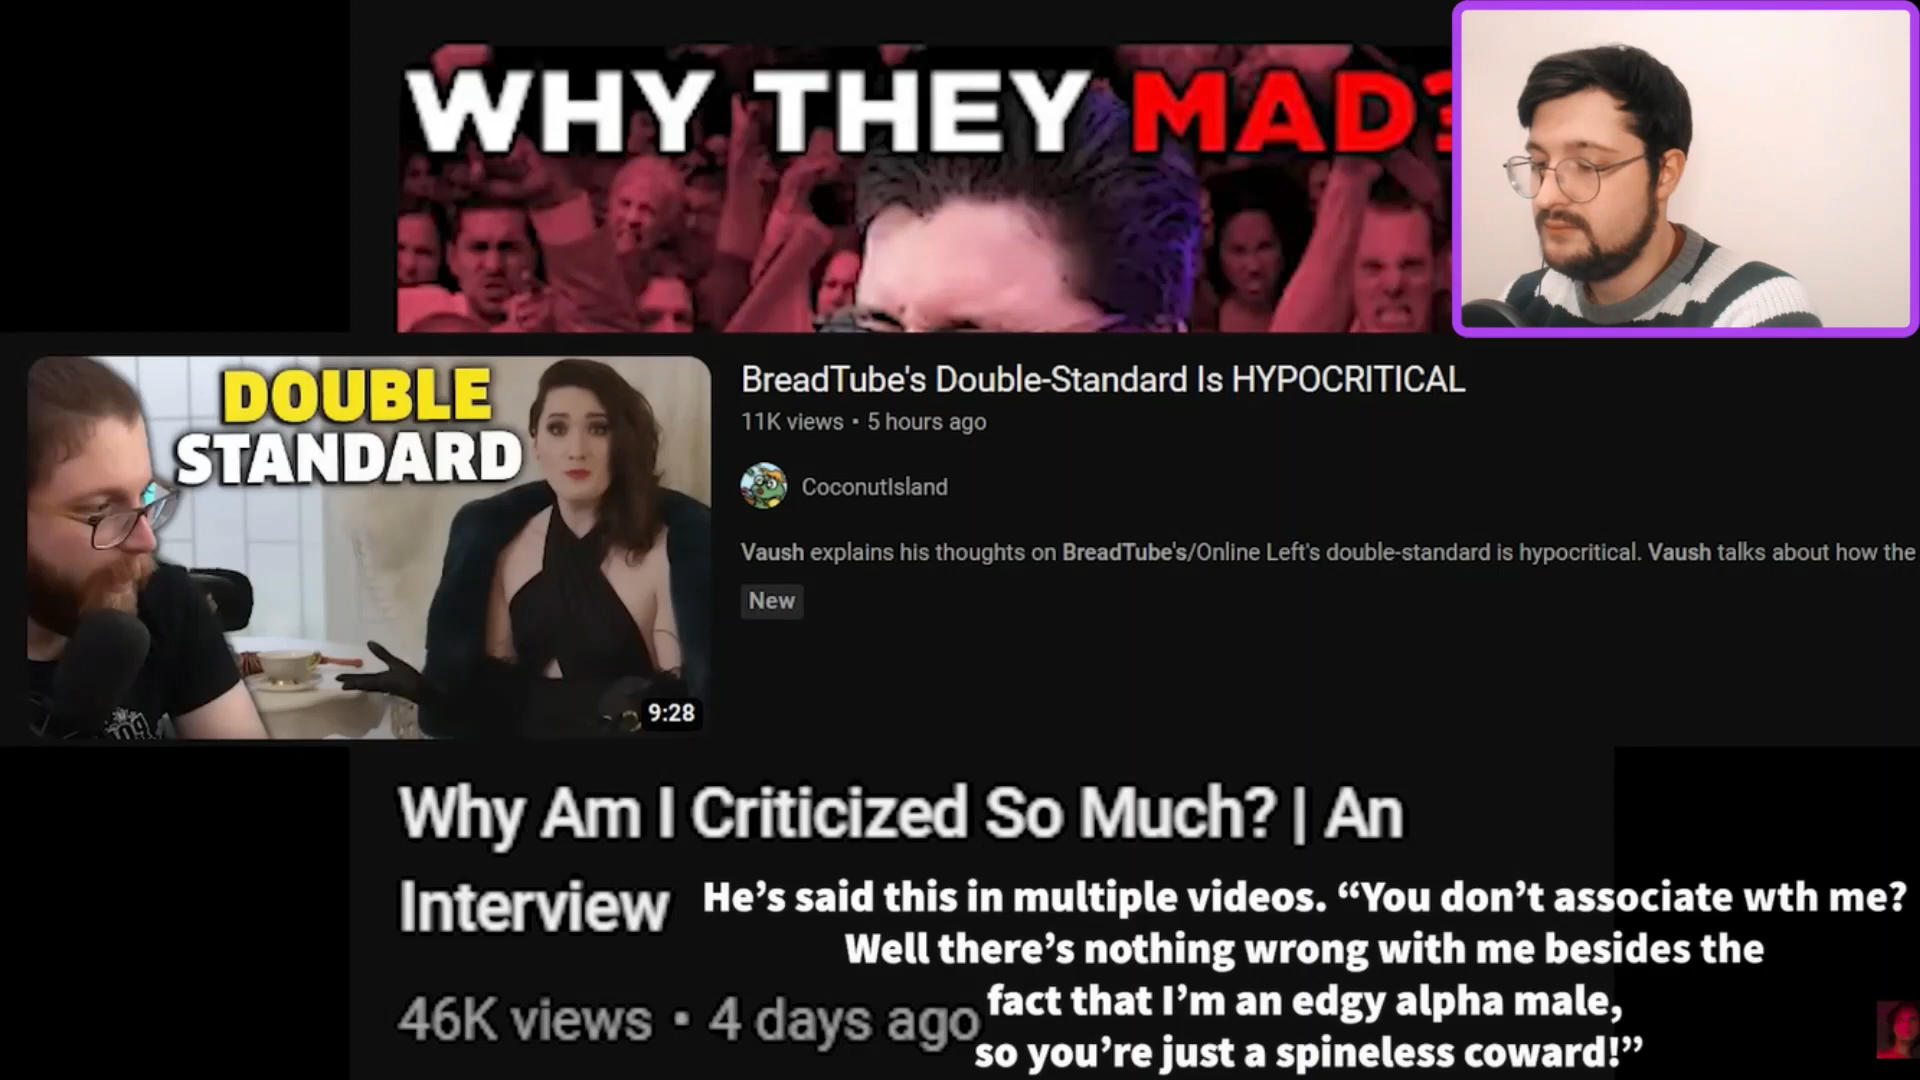 WHY THEY MAD?
DOUBLE
STANDARD
9:28
BreadTube's Double-Standard Is HYPOCRITICAL
11K views • 5 hours ago
CoconutIsland
Vaush explains his thoughts on BreadTube's/Online Left's double-standard is hypocritical. Vaush talks about how the
New
Why Am I Criticized So Much? | An
Interview
46K views • 4 days ago
He's said this in multiple videos. “You don't associate wth me?
Well there's nothing wrong with me besides the
fact that I'm an edgy alpha male,
so you're just a spineless coward!”